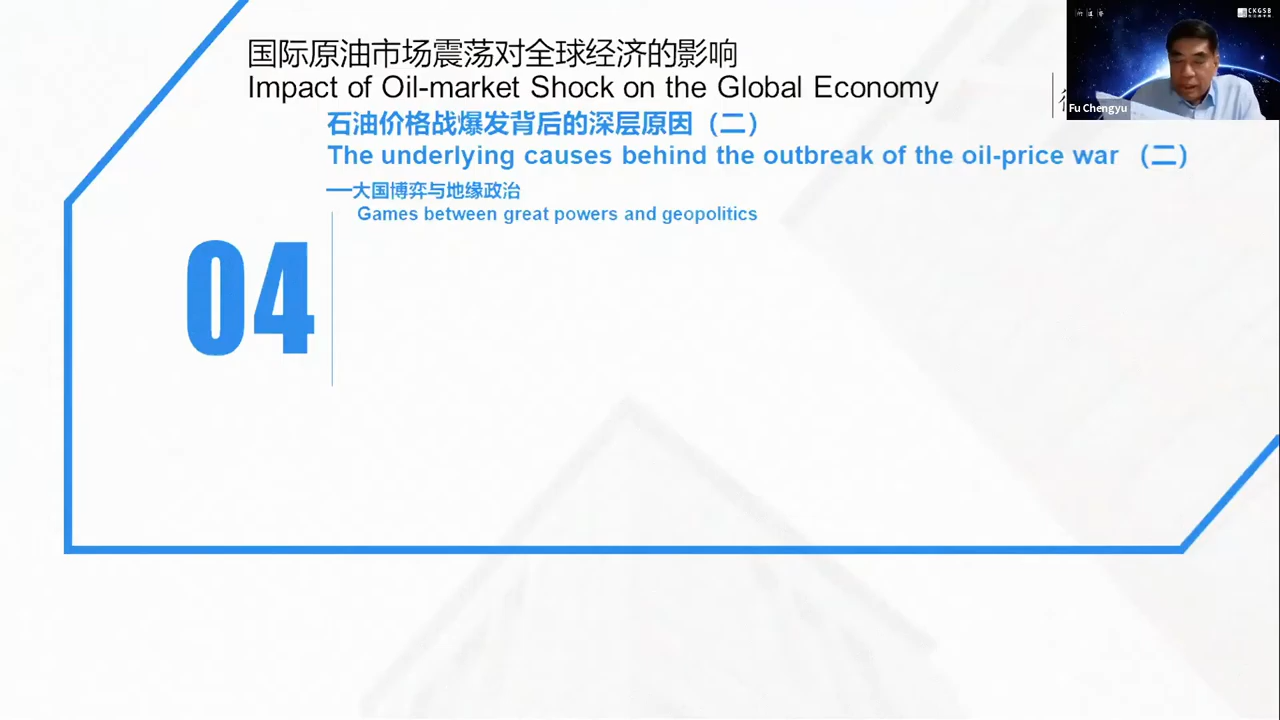 国际原油市场震荡对全球经济的影响
Impact of Oil-market Shock on the Global Economy
石油价格战爆发背后的深层原因（二）
The underlying causes behind the outbreak of the oil-price war （二）
──大国博弈与地缘政治
Games between great powers and geopolitics
04
CKGSB
Fu Chengyu